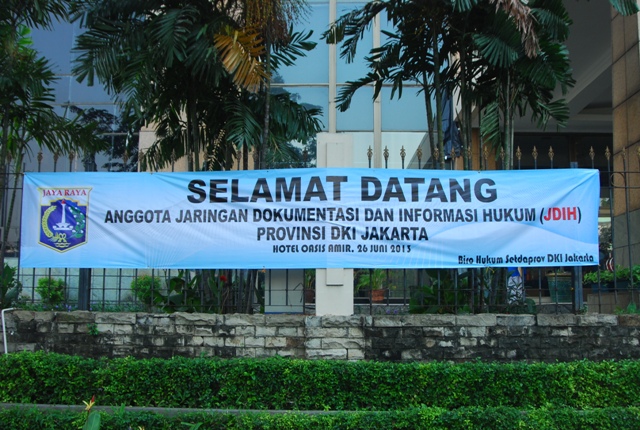 JAYA RAYA
SELAMAT DATANG
ANGGOTA JARINGAN DOKUMENTASI DAN INFORMASI HUKUM (JDIH)
PROVINSI DKI JAKARTA
HOTEL OASIS AMIR, 26 JUNI 2013
Biro Hukum Setdaprov DKI Jakarta